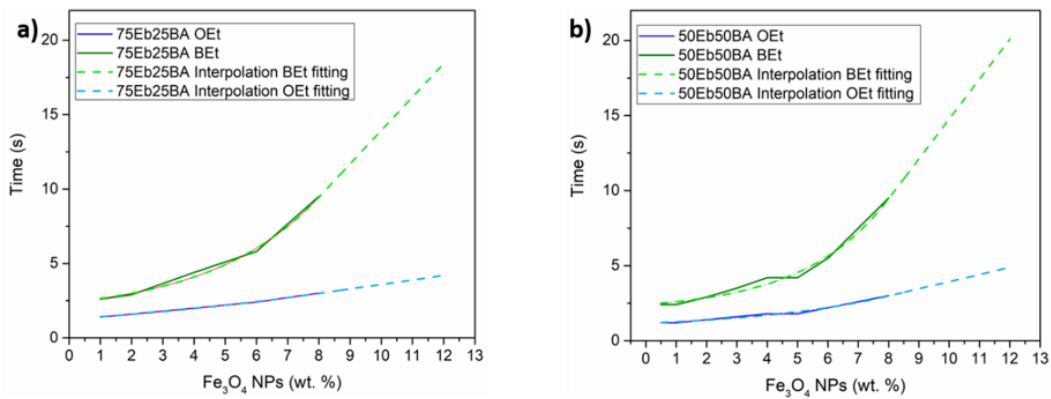 a)
75Eb25BA OEt
75Eb25BA BEt
75Eb25BA Interpolation BEt fitting
75Eb25BA Interpolation OEt fitting
Time (s)
20
15
10
5
0
0 1 2 3 4 5 6 7 8 9 10 11 12 13
Fe₃O₄ NPs (wt. %)
b)
50Eb50BA OEt
50Eb50BA BEt
50Eb50BA Interpolation BEt fitting
50Eb50BA Interpolation OEt fitting
Time (s)
20
15
10
5
0
0 1 2 3 4 5 6 7 8 9 10 11 12 13
Fe₃O₄ NPs (wt. %)